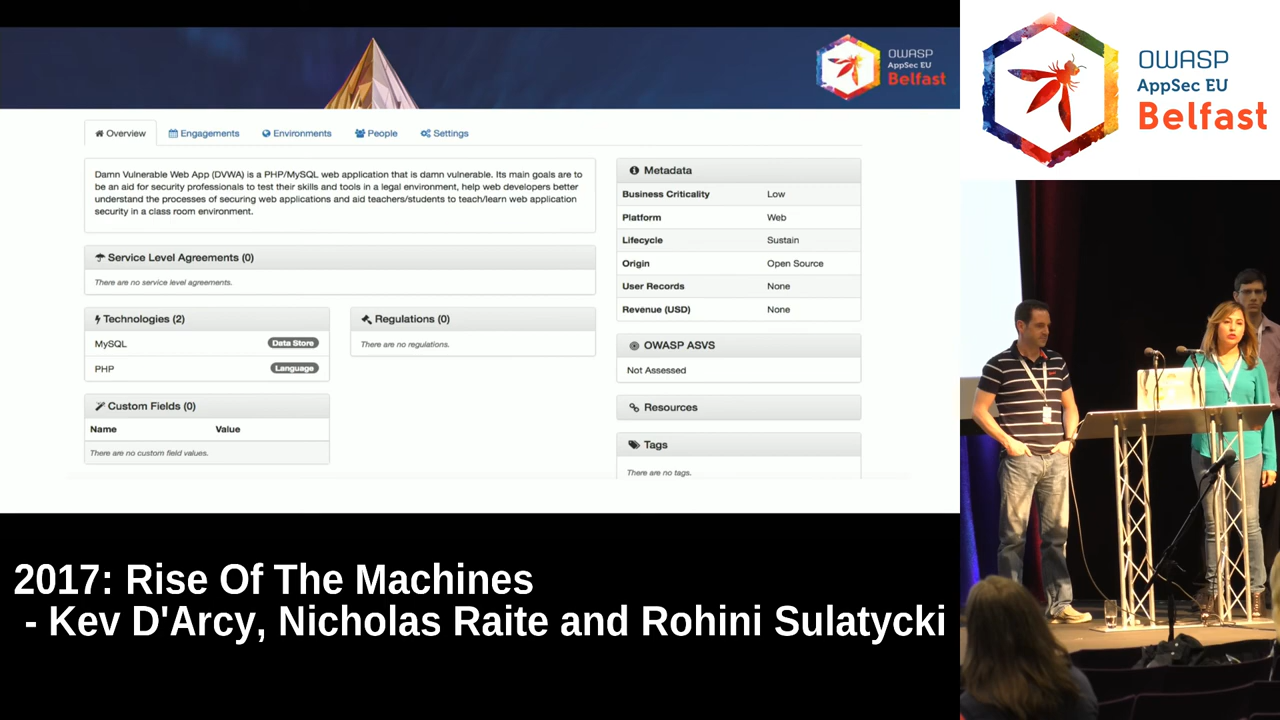 OWASP
AppSec EU
Belfast
Overview
Engagements
Environments
People
Settings
Damn Vulnerable Web App (DVWA) is a PHP/MySQL web application that is damn vulnerable. Its main goals are to
be an aid for security professionals to test their skills and tools in a legal environment, help web developers better
understand the processes of securing web applications and aid teachers/students to teach/learn web application
security in a class room environment.
Service Level Agreements (0)
There are no service level agreements.
Technologies (2)
MySQL Data Store
PHP Language
Regulations (0)
There are no regulations.
Custom Fields (0)
Name Value
There are no custom field values.
Metadata
Business Criticality Low
Platform Web
Lifecycle Sustain
Origin Open Source
User Records None
Revenue (USD) None
OWASP ASVS
Not Assessed
Resources
Tags
There are no tags.
OWASP
AppSec EU
Belfast
2017: Rise Of The Machines
- Kev D'Arcy, Nicholas Raite and Rohini Sulatycki